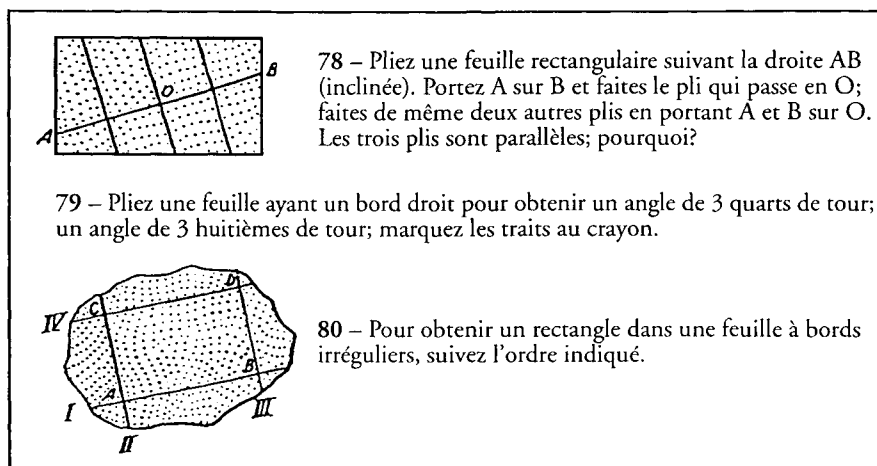 78 – Pliez une feuille rectangulaire suivant la droite AB
(inclinée). Portez A sur B et faites le pli qui passe en O;
faites de même deux autres plis en portant A et B sur O.
Les trois plis sont parallèles; pourquoi?
A
O
B
79 – Pliez une feuille ayant un bord droit pour obtenir un angle de 3 quarts de tour;
un angle de 3 huitièmes de tour; marquez les traits au crayon.
IV
C
D
80 – Pour obtenir un rectangle dans une feuille à bords
irréguliers, suivez l'ordre indiqué.
I
A
B
II
III